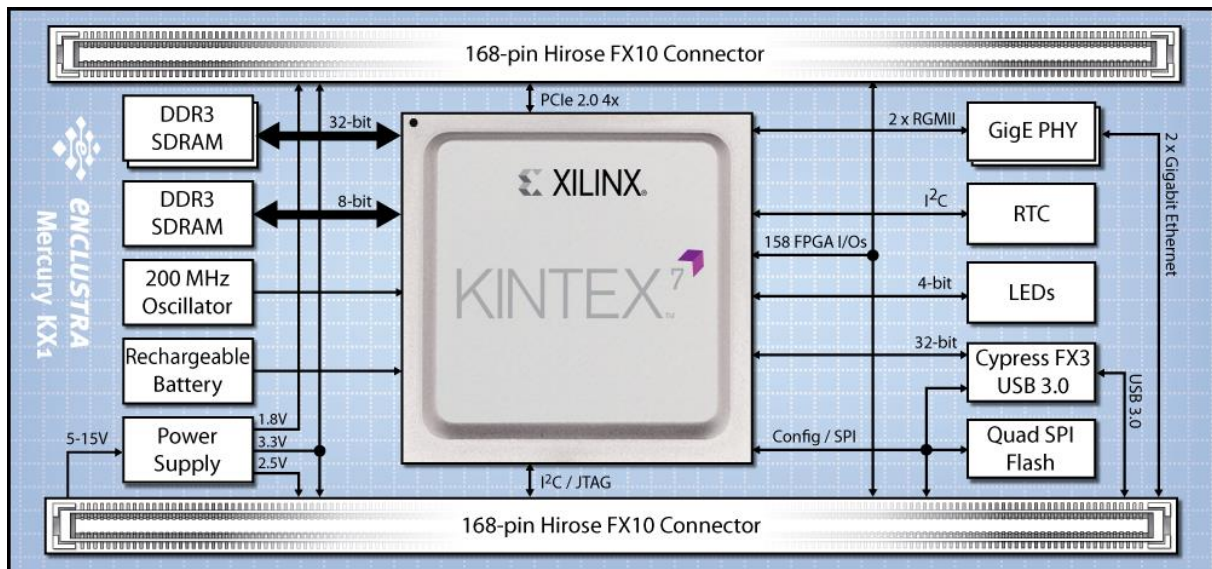 168-pin Hirose FX10 Connector
PCIe 2.0 4x
DDR3
SDRAM
32-bit
DDR3
SDRAM
8-bit
200 MHz
Oscillator
Rechargeable
Battery
5-15V
Power
Supply
1.8V
3.3V
2.5V
ENCLUSTRA
Mercury KX1
XILINX®
KINTEX™ 7
2 x RGMII
GigE PHY
I²C
RTC
158 FPGA I/Os
4-bit
LEDs
32-bit
Cypress FX3
USB 3.0
Config / SPI
Quad SPI
Flash
2 x Gigabit Ethernet
USB 3.0
I²C / JTAG
168-pin Hirose FX10 Connector